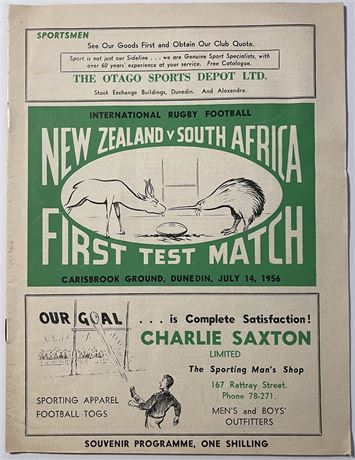 SPORTSMEN
See Our Goods First and Obtain Our Club Quote.
Sport is not just our Sideline . . . we are Genuine Sport Specialists, with
over 60 years' experience at your service. Free Catalogue.
THE OTAGO SPORTS DEPOT LTD.
Stock Exchange Buildings, Dunedin. And Alexandra.
INTERNATIONAL RUGBY FOOTBALL
NEW ZEALAND v SOUTH AFRICA
FIRST TEST MATCH
CARISBROOK GROUND, DUNEDIN, JULY 14, 1956
OUR GOAL . . . is Complete Satisfaction!
CHARLIE SAXTON
LIMITED
The Sporting Man's Shop
167 Rattray Street.
Phone 78-271.
SPORTING APPAREL
FOOTBALL TOGS
MEN'S and BOYS'
OUTFITTERS
SOUVENIR PROGRAMME, ONE SHILLING